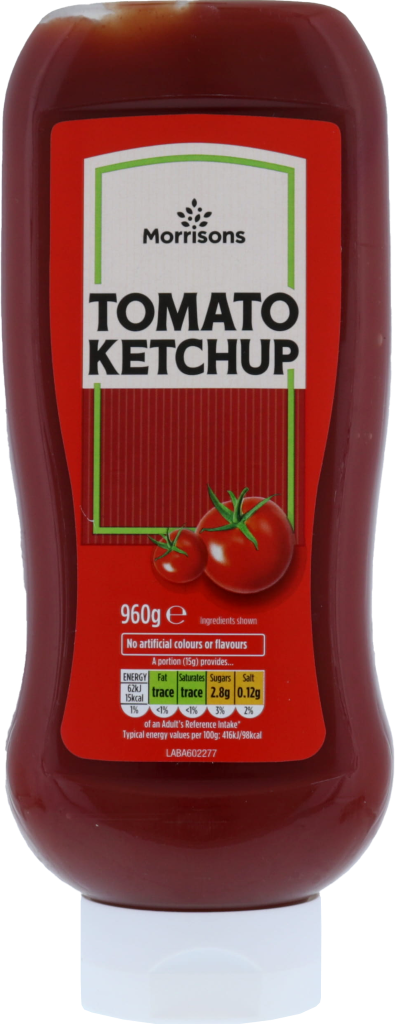 Morrisons
TOMATO
KETCHUP
960g ℮ Ingredients shown
No artificial colours or flavours
A portion (15g) provides...
ENERGY Fat Saturates Sugars Salt
62kJ
15kcal trace trace 2.8g 0.12g
1% <1% <1% 3% 2%
of an Adult's Reference Intake*
Typical energy values per 100g: 416kJ/98kcal
LABA602277